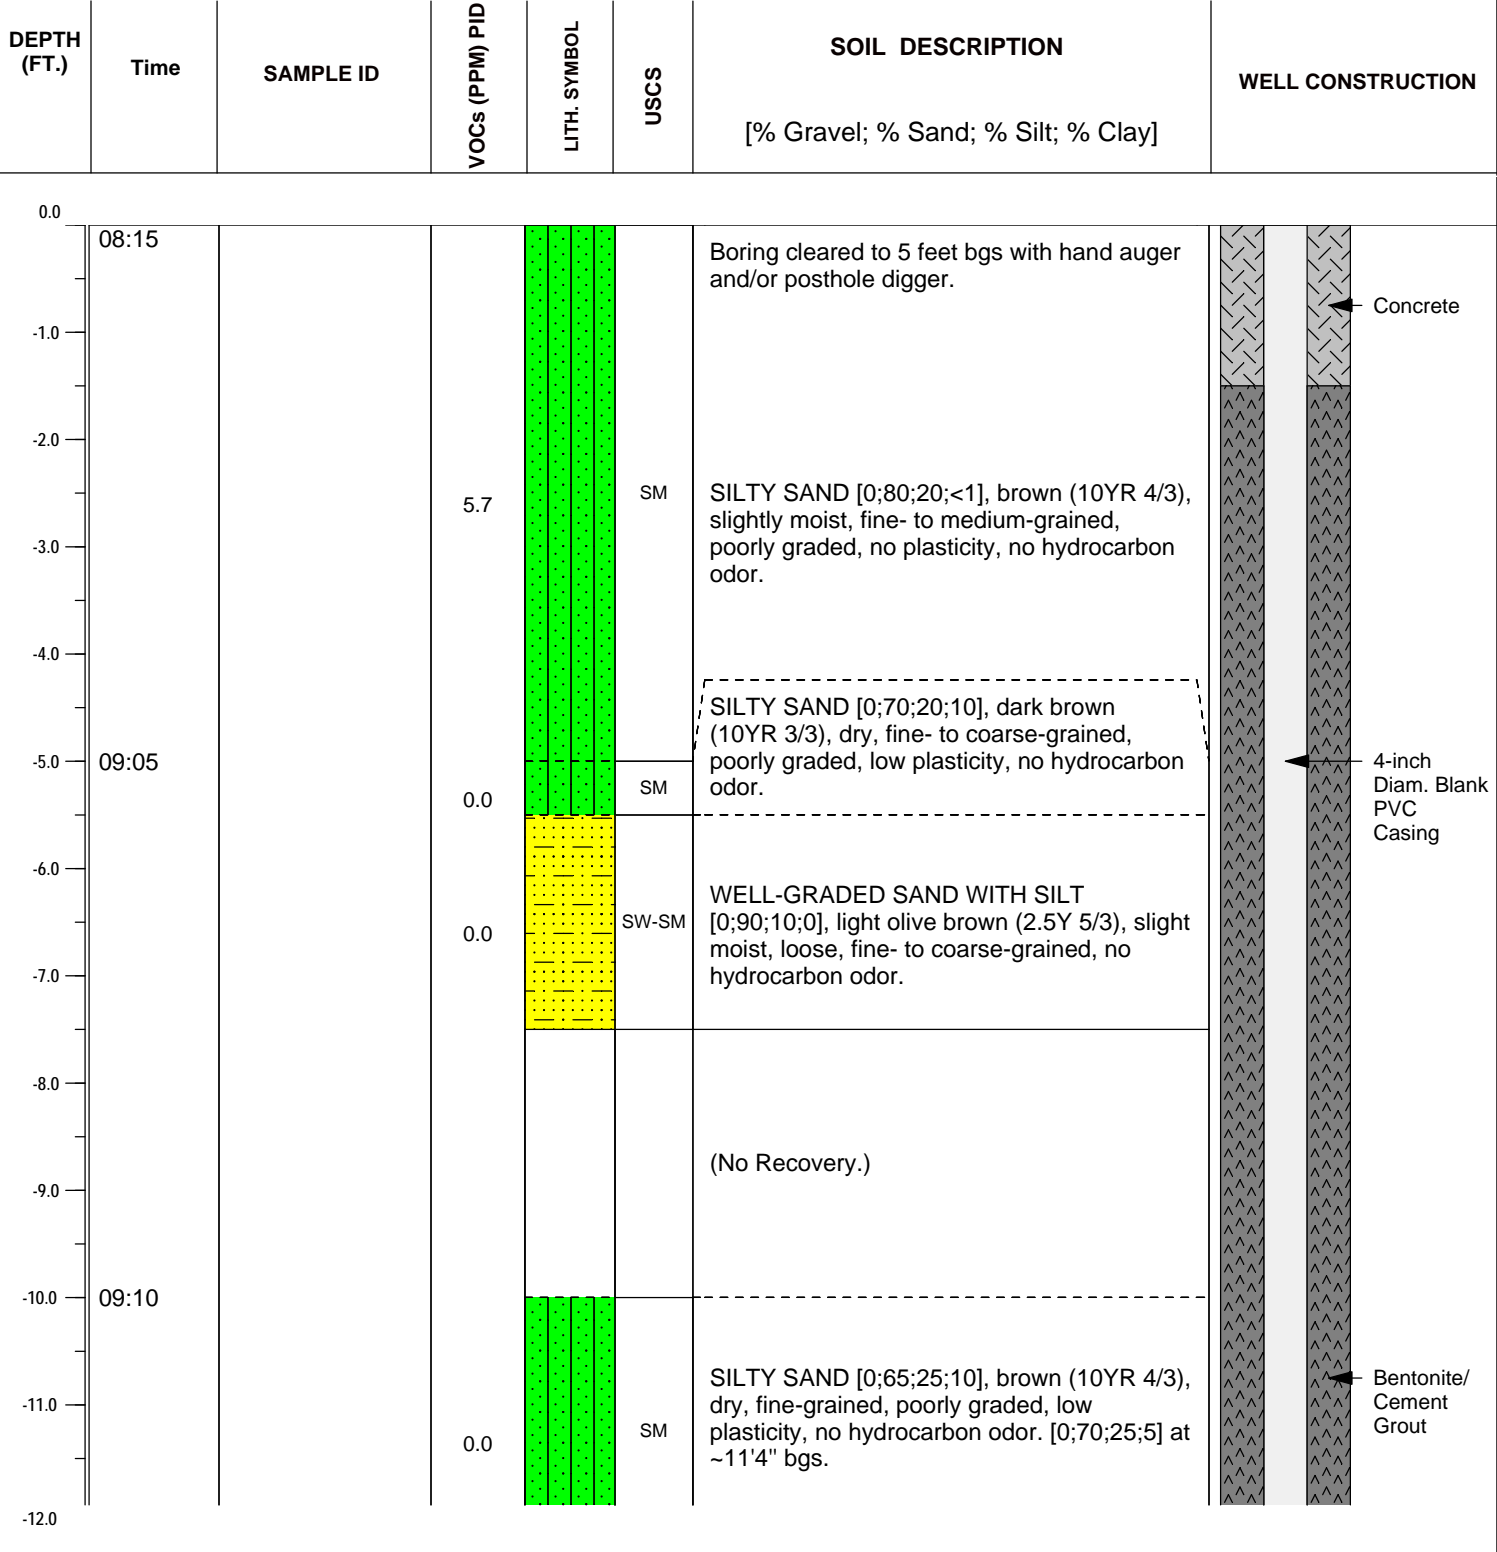 DEPTH
(FT.)
Time
SAMPLE ID
VOCs (PPM) PID
LITH. SYMBOL
USCS
SOIL DESCRIPTION
[% Gravel; % Sand; % Silt; % Clay]
WELL CONSTRUCTION
0.0
08:15
Boring cleared to 5 feet bgs with hand auger
and/or posthole digger.
Concrete
-1.0
-2.0
5.7
SM
SILTY SAND [0;80;20;<1], brown (10YR 4/3),
slightly moist, fine- to medium-grained,
poorly graded, no plasticity, no hydrocarbon
odor.
-3.0
-4.0
SILTY SAND [0;70;20;10], dark brown
(10YR 3/3), dry, fine- to coarse-grained,
poorly graded, low plasticity, no hydrocarbon
odor.
-5.0
09:05
0.0
SM
4-inch
Diam. Blank
PVC
Casing
-6.0
0.0
SW-SM
WELL-GRADED SAND WITH SILT
[0;90;10;0], light olive brown (2.5Y 5/3), slight
moist, loose, fine- to coarse-grained, no
hydrocarbon odor.
-7.0
-8.0
(No Recovery.)
-9.0
-10.0
09:10
-11.0
0.0
SM
SILTY SAND [0;65;25;10], brown (10YR 4/3),
dry, fine-grained, poorly graded, low
plasticity, no hydrocarbon odor. [0;70;25;5] at
~11'4" bgs.
Bentonite/
Cement
Grout
-12.0